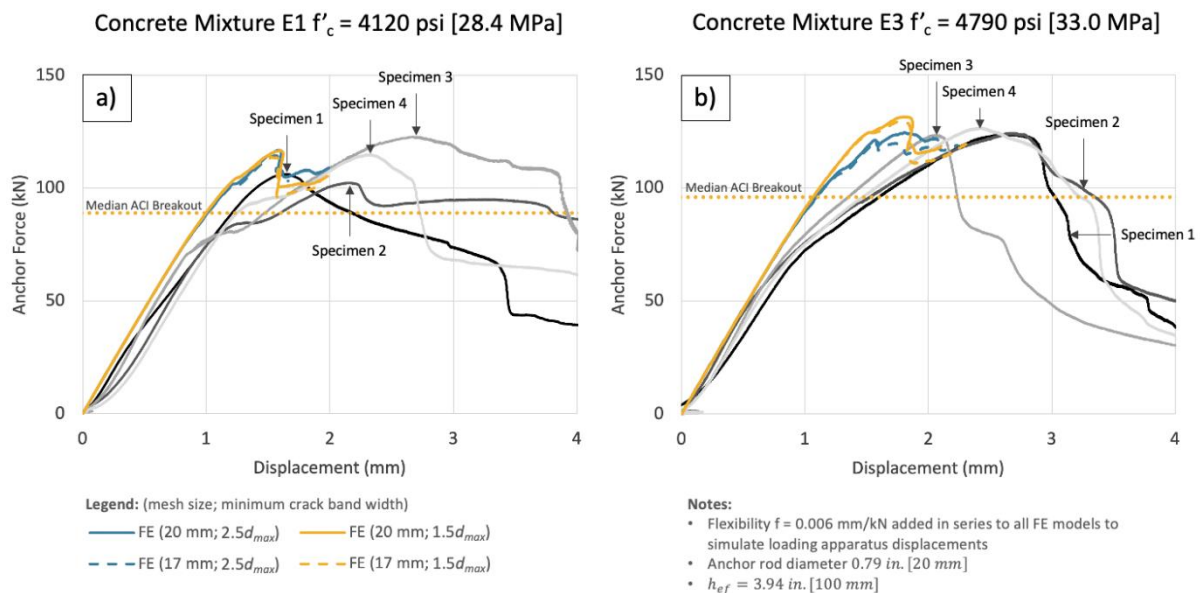 Concrete Mixture E1 f'c = 4120 psi [28.4 MPa]
Concrete Mixture E3 f'c = 4790 psi [33.0 MPa]
a)
150
100
50
0
Anchor Force (kN)
Specimen 1
Specimen 4
Specimen 3
Specimen 2
Median ACI Breakout
0 1 2 3 4
Displacement (mm)
b)
150
100
50
0
Anchor Force (kN)
Specimen 3
Specimen 4
Specimen 2
Specimen 1
Median ACI Breakout
0 1 2 3 4
Displacement (mm)
Legend: (mesh size; minimum crack band width)
FE (20 mm; 2.5dmax) FE (20 mm; 1.5dmax)
FE (17 mm; 2.5dmax) FE (17 mm; 1.5dmax)
Notes:
• Flexibility f = 0.006 mm/kN added in series to all FE models to
simulate loading apparatus displacements
• Anchor rod diameter 0.79 in. [20 mm]
• hef = 3.94 in. [100 mm]